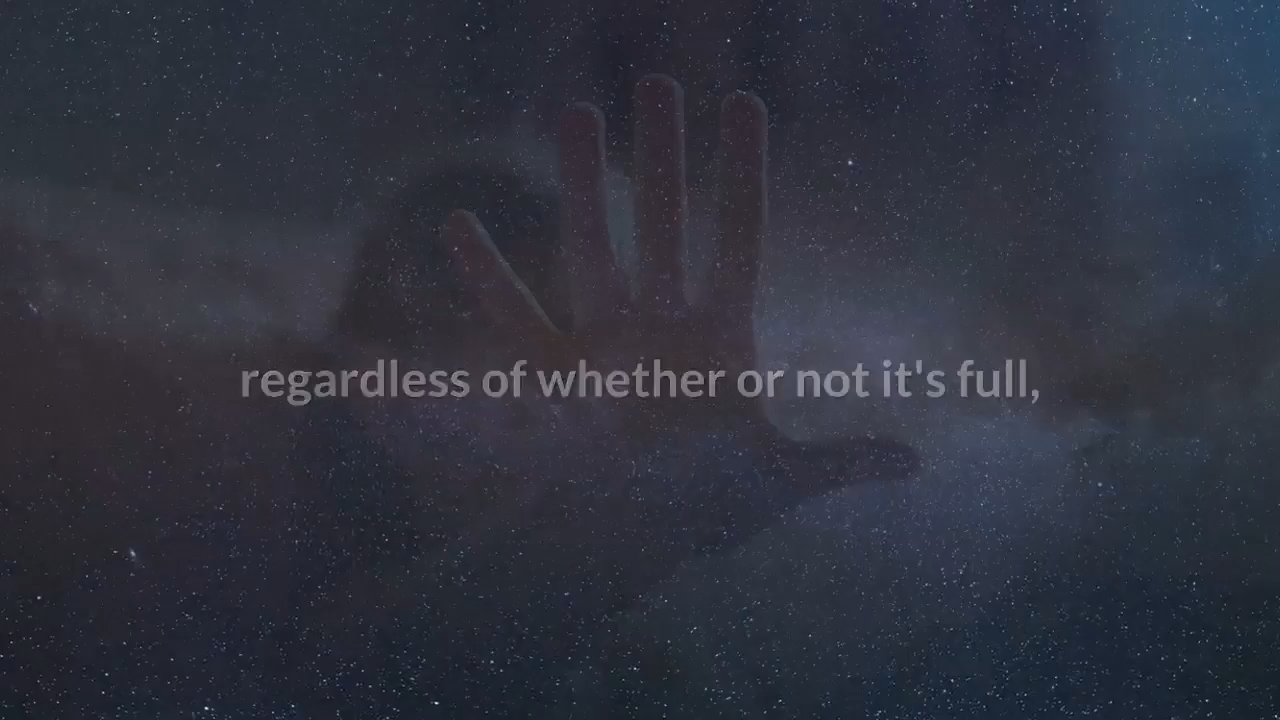 regardless of whether or not it's full,